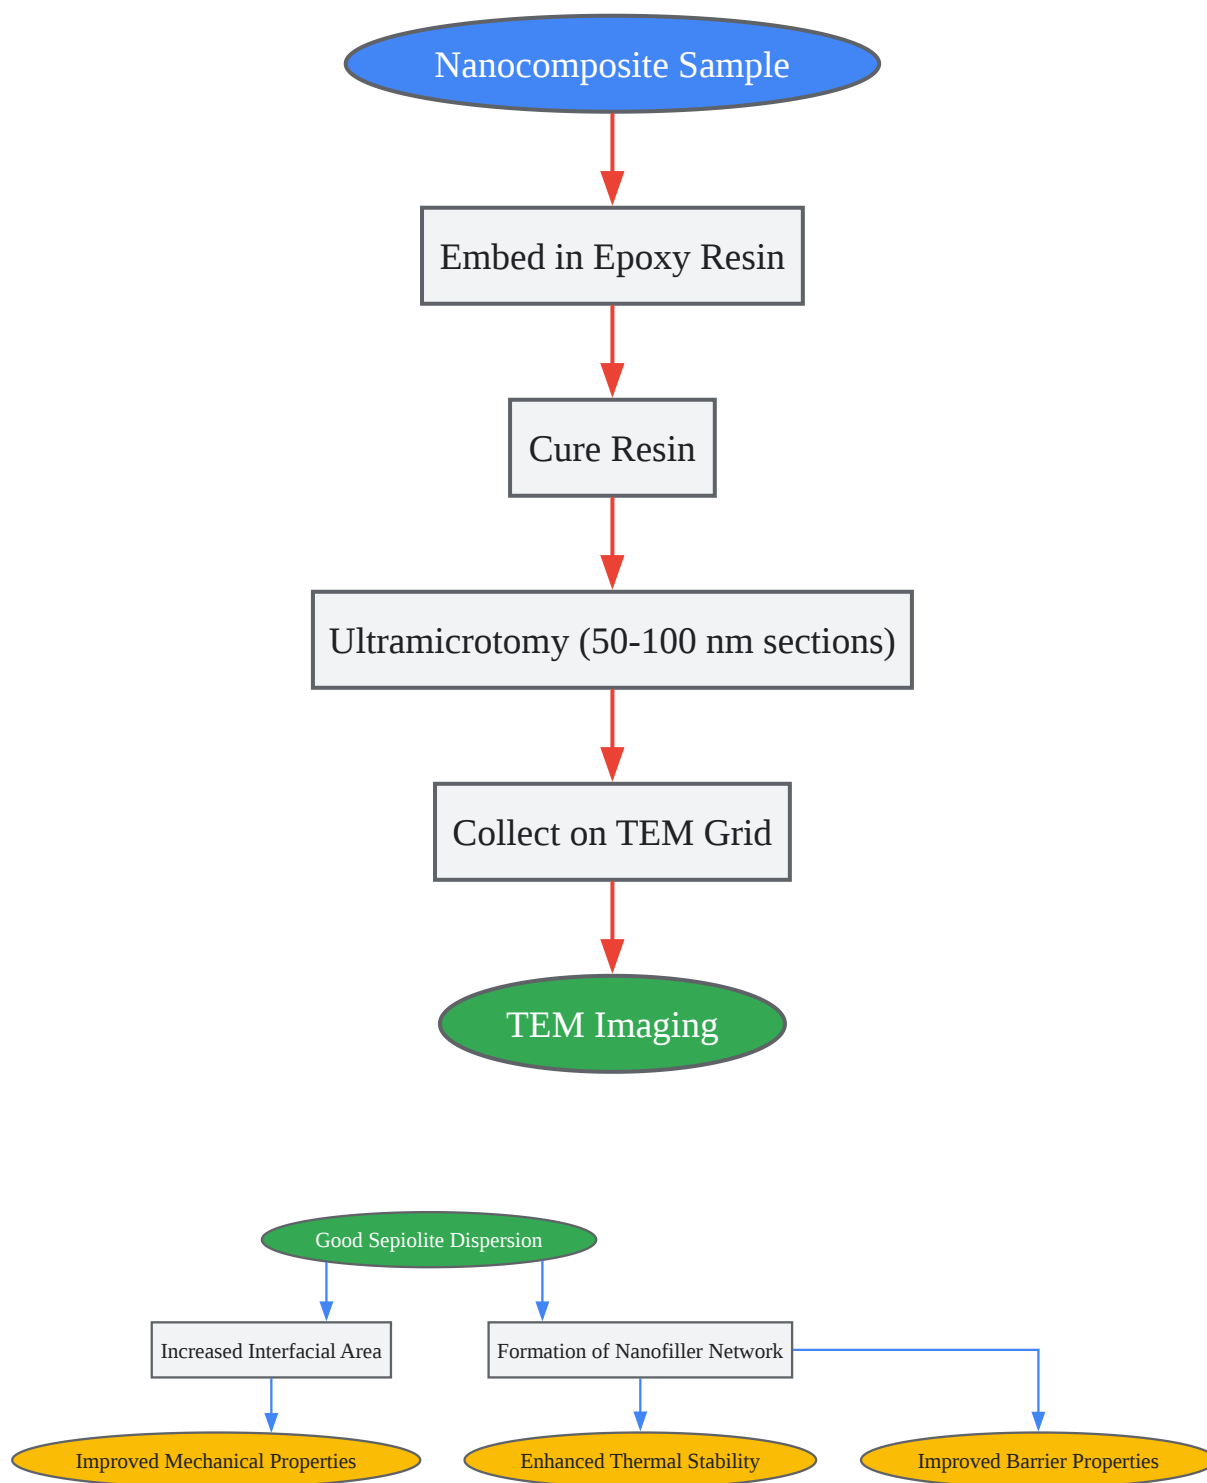 Nanocomposite Sample
Embed in Epoxy Resin
Cure Resin
Ultramicrotomy (50-100 nm sections)
Collect on TEM Grid
TEM Imaging
Good Sepiolite Dispersion
Increased Interfacial Area
Formation of Nanofiller Network
Improved Mechanical Properties
Enhanced Thermal Stability
Improved Barrier Properties